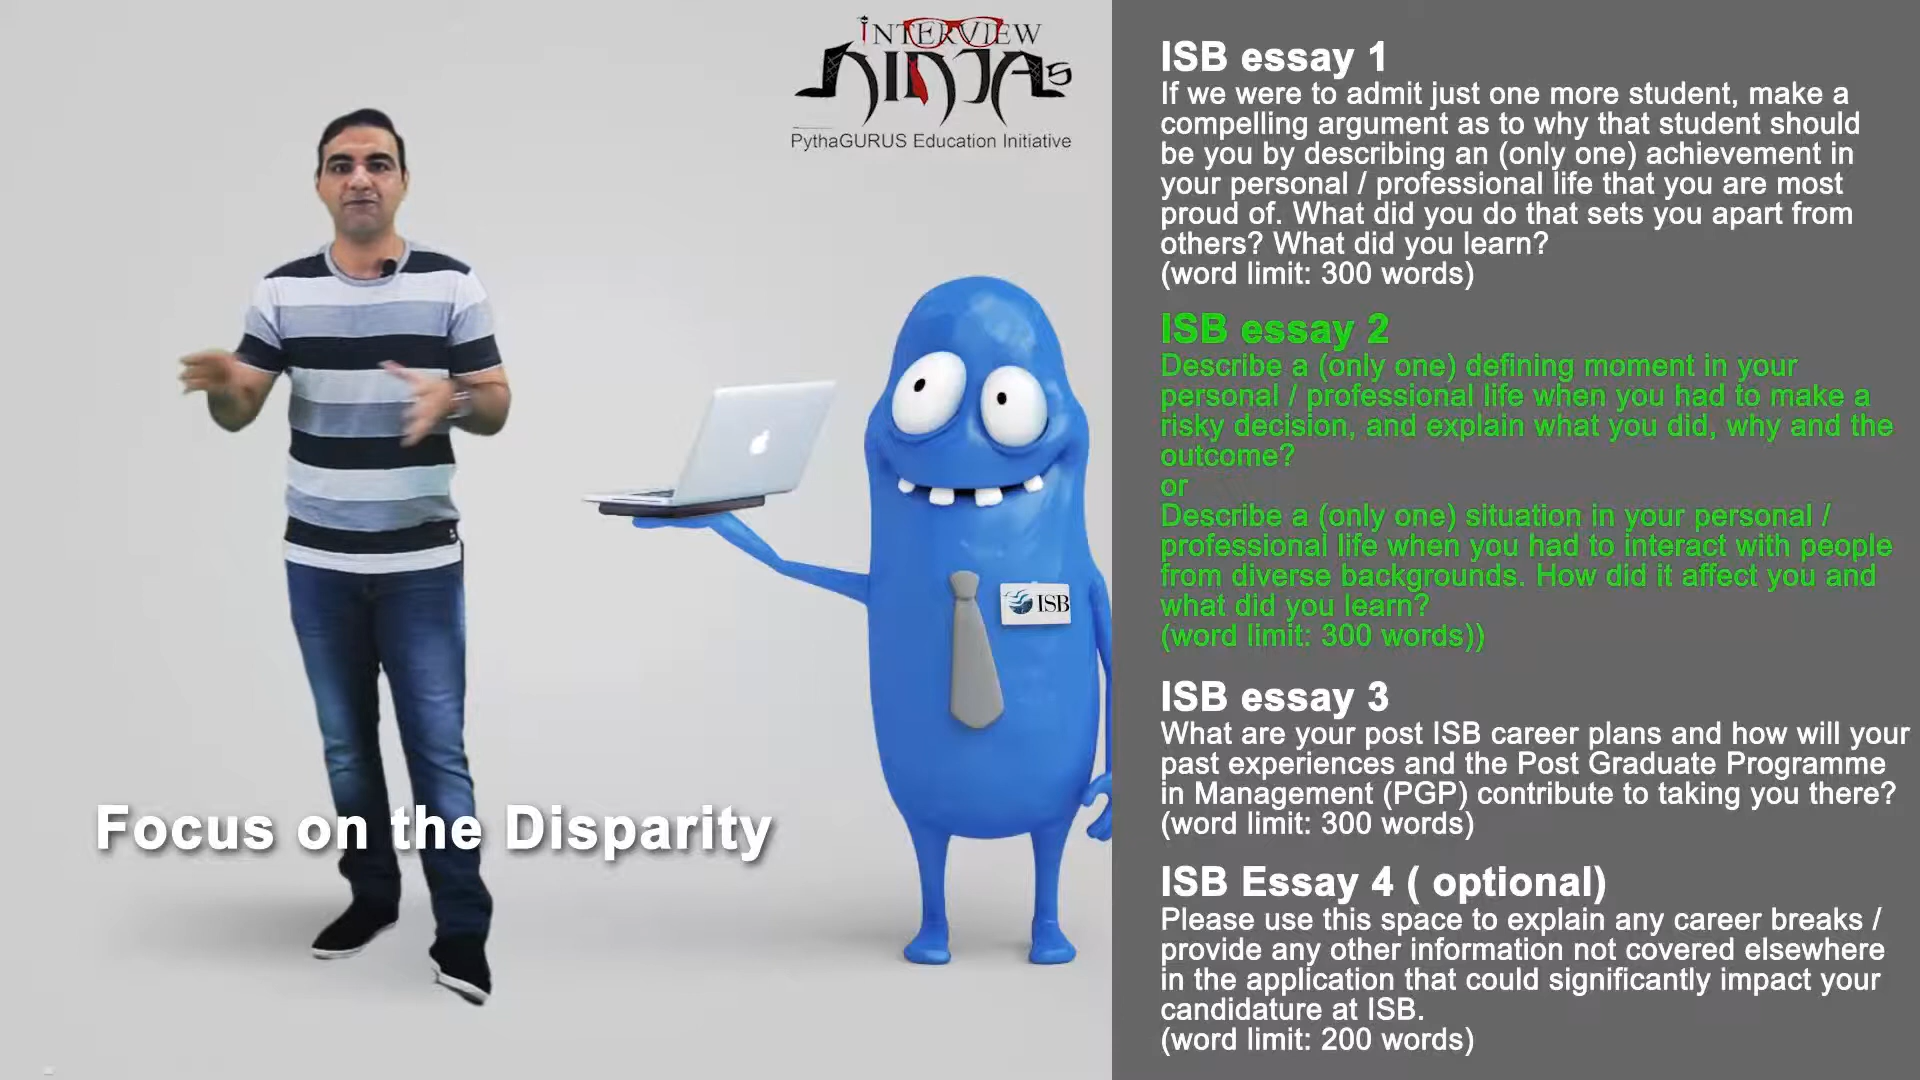 INTERVIEW
NINJAS
PythaGURUS Education Initiative
ISB
Focus on the Disparity
ISB essay 1
If we were to admit just one more student, make a
compelling argument as to why that student should
be you by describing an (only one) achievement in
your personal / professional life that you are most
proud of. What did you do that sets you apart from
others? What did you learn?
(word limit: 300 words)
ISB essay 2
Describe a (only one) defining moment in your
personal / professional life when you had to make a
risky decision, and explain what you did, why and the
outcome?
or
Describe a (only one) situation in your personal /
professional life when you had to interact with people
from diverse backgrounds. How did it affect you and
what did you learn?
(word limit: 300 words))
ISB essay 3
What are your post ISB career plans and how will your
past experiences and the Post Graduate Programme
in Management (PGP) contribute to taking you there?
(word limit: 300 words)
ISB Essay 4 ( optional)
Please use this space to explain any career breaks /
provide any other information not covered elsewhere
in the application that could significantly impact your
candidature at ISB.
(word limit: 200 words)